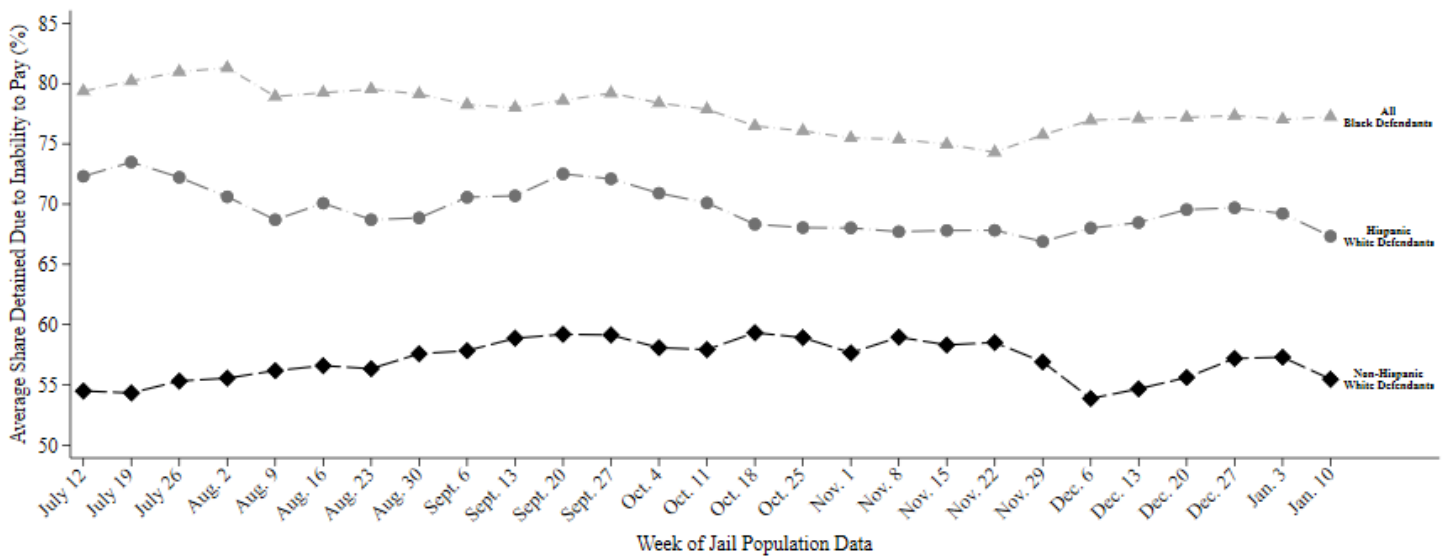 85
80
75
70
65
60
55
50
Average Share Detained Due to Inability to Pay (%)
All
Black Defendants
Hispanic
White Defendants
Non-Hispanic
White Defendants
July 12
July 19
July 26
Aug. 2
Aug. 9
Aug. 16
Aug. 23
Aug. 30
Sept. 6
Sept. 13
Sept. 20
Sept. 27
Oct. 4
Oct. 11
Oct. 18
Oct. 25
Nov. 1
Nov. 8
Nov. 15
Nov. 22
Nov. 29
Dec. 6
Dec. 13
Dec. 20
Dec. 27
Jan. 3
Jan. 10
Week of Jail Population Data